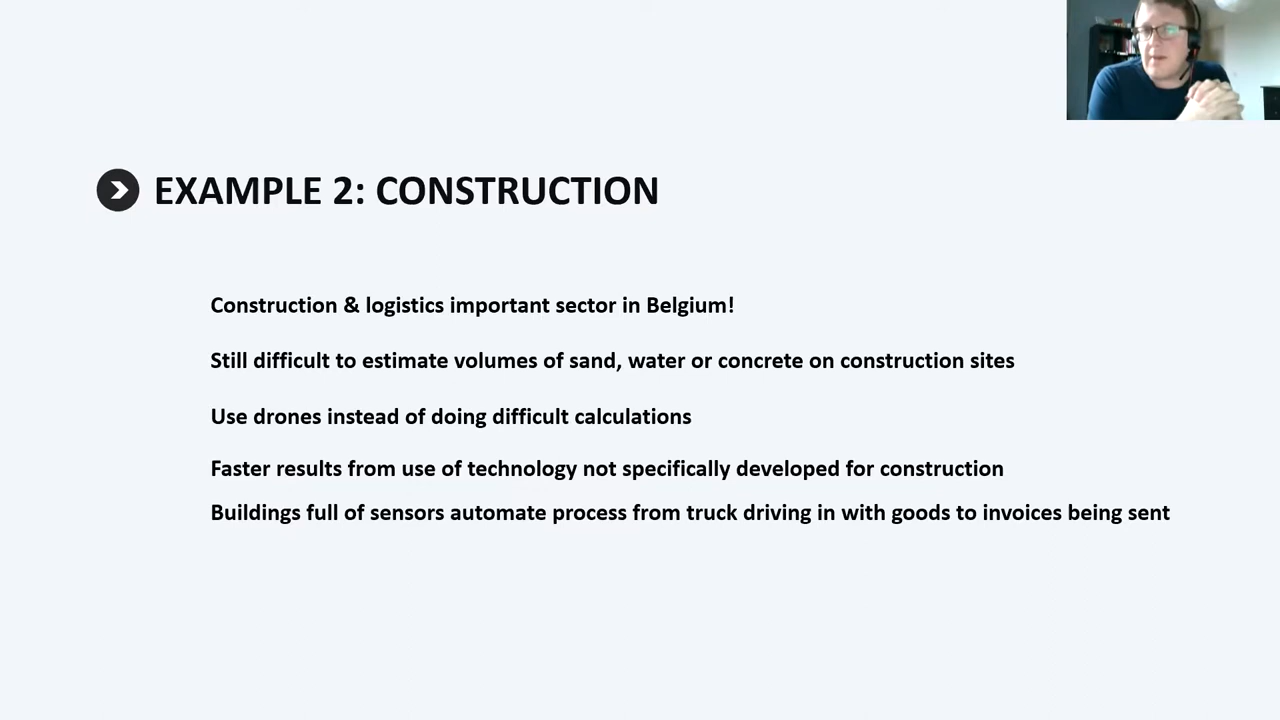 EXAMPLE 2: CONSTRUCTION
Construction & logistics important sector in Belgium!
Still difficult to estimate volumes of sand, water or concrete on construction sites
Use drones instead of doing difficult calculations
Faster results from use of technology not specifically developed for construction
Buildings full of sensors automate process from truck driving in with goods to invoices being sent